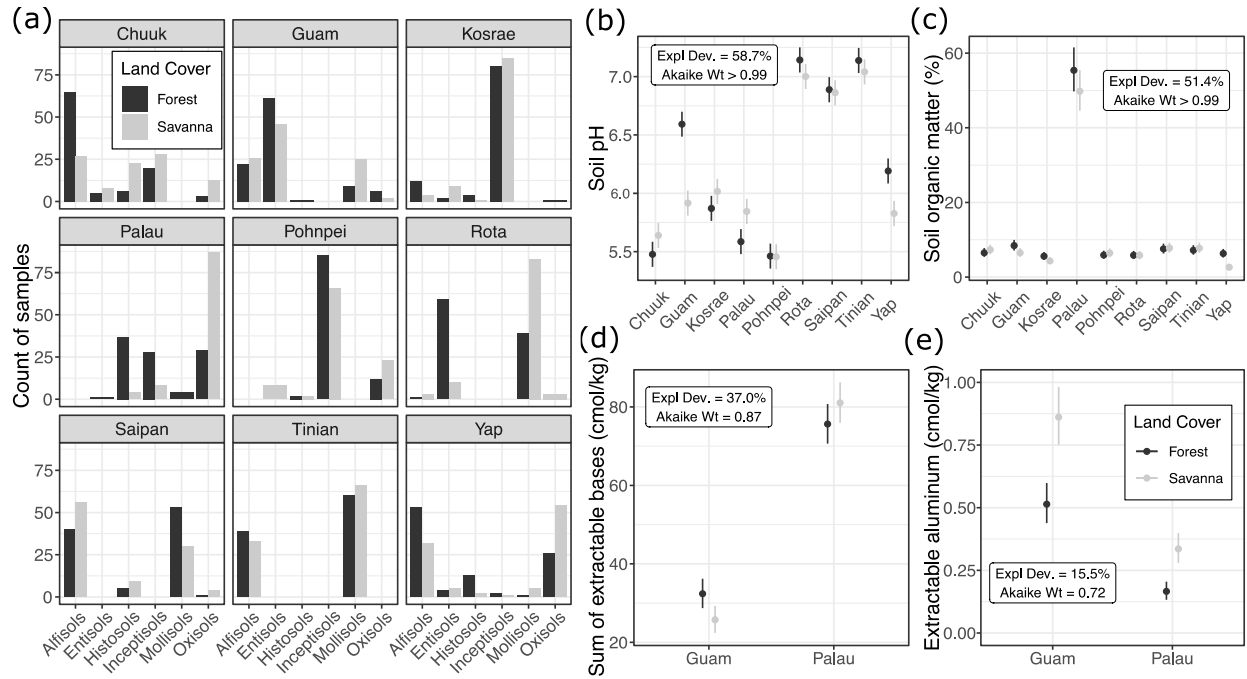 (a)
Chuuk
Guam
Kosrae
Land Cover
Forest
Savanna
75
50
25
0
Palau
Pohnpei
Rota
Count of samples
75
50
25
0
Saipan
Tinian
Yap
75
50
25
0
Alfisols
Entisols
Histosols
Inceptisols
Mollisols
Oxisols
Alfisols
Entisols
Histosols
Inceptisols
Mollisols
Oxisols
Alfisols
Entisols
Histosols
Inceptisols
Mollisols
Oxisols
(b)
Expl Dev. = 58.7%
Akaike Wt > 0.99
Soil pH
7.0
6.5
6.0
5.5
Chuuk
Guam
Kosrae
Palau
Pohnpei
Rota
Saipan
Tinian
Yap
(c)
Expl Dev. = 51.4%
Akaike Wt > 0.99
Soil organic matter (%)
60
40
20
0
Chuuk
Guam
Kosrae
Palau
Pohnpei
Rota
Saipan
Tinian
Yap
(d)
Expl Dev. = 37.0%
Akaike Wt = 0.87
Sum of extractable bases (cmol/kg)
80
60
40
20
Guam
Palau
(e)
Extractable aluminum (cmol/kg)
1.00
0.75
0.50
0.25
0.00
Land Cover
Forest
Savanna
Expl Dev. = 15.5%
Akaike Wt = 0.72
Guam
Palau